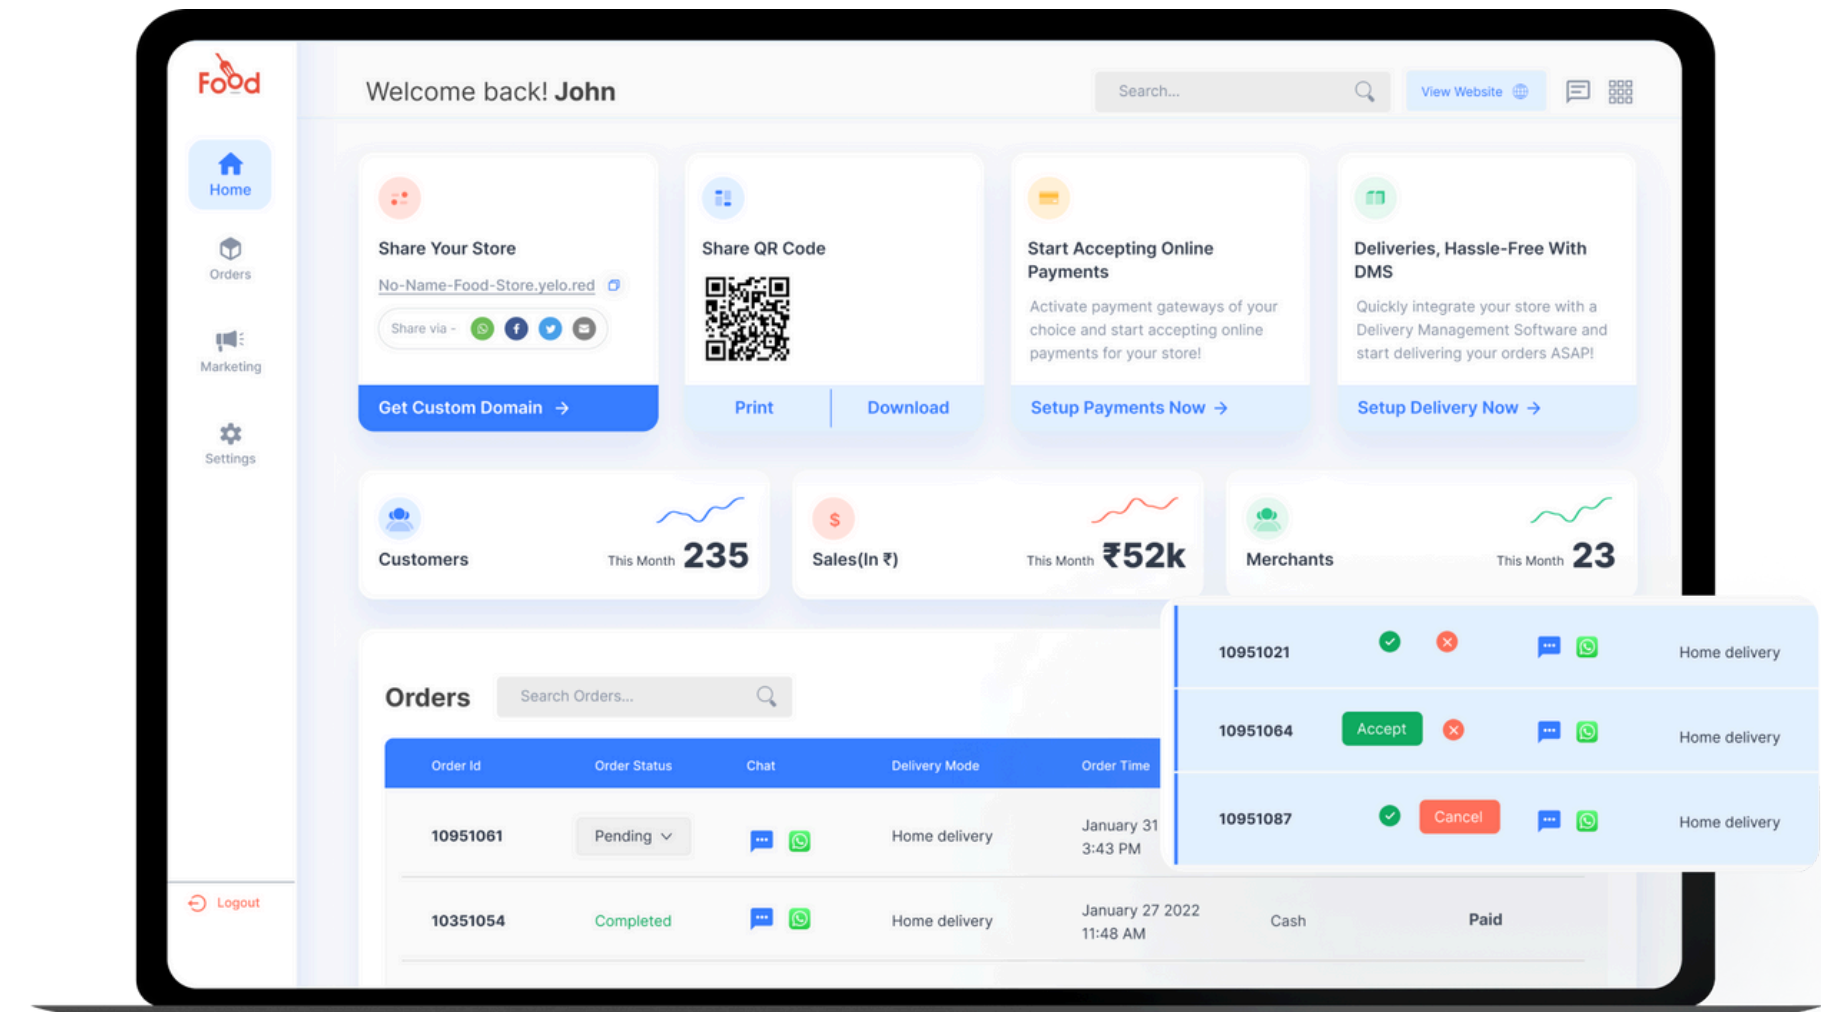 Food
Welcome back! John
Search...
View Website
Home
Orders
Marketing
Settings
Logout
Share Your Store
No-Name-Food-Store.yelo.red
Share via -
Get Custom Domain →
Share QR Code
Print
Download
Start Accepting Online
Payments
Activate payment gateways of your
choice and start accepting online
payments for your store!
Setup Payments Now →
Deliveries, Hassle-Free With
DMS
Quickly integrate your store with a
Delivery Management Software and
start delivering your orders ASAP!
Setup Delivery Now →
Customers
This Month 235
$
Sales(In ₹)
This Month ₹52k
Merchants
This Month 23
Orders
Search Orders...
Order Id Order Status Chat Delivery Mode Order Time
10951061 Pending Home delivery January 31
3:43 PM
10351054 Completed Home delivery January 27 2022
11:48 AM
Cash Paid
10951021 Home delivery
10951064 Accept Home delivery
10951087 Cancel Home delivery